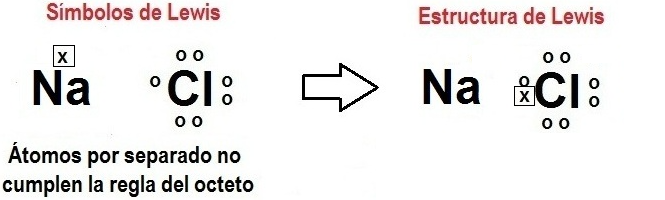 Símbolos de Lewis
Estructura de Lewis
x
Na
o o
o
Cl
o
o
o o
Na
o o
o
x
Cl
o
o
o o
Átomos por separado no
cumplen la regla del octeto